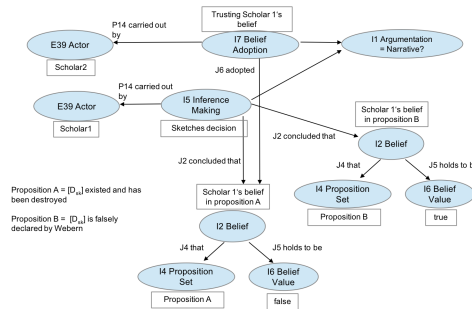 Trusting Scholar 1's
belief
P14 carried out
by
E39 Actor
Scholar2
I7 Belief
Adoption
I1 Argumentation
= Narrative?
J6 adopted
P14 carried out
by
E39 Actor
Scholar1
I5 Inference
Making
Sketches decision
Scholar 1's belief
in proposition B
J2 concluded that
I2 Belief
J2 concluded that
J4 that
J5 holds to be
Proposition A = [Dsk] existed and has
been destroyed
Proposition B = [Dsk] is falsely
declared by Webern
Scholar 1's belief
in proposition A
I4 Proposition
Set
Proposition B
I6 Belief
Value
true
I2 Belief
J4 that
J5 holds to be
I4 Proposition
Set
Proposition A
I6 Belief
Value
false